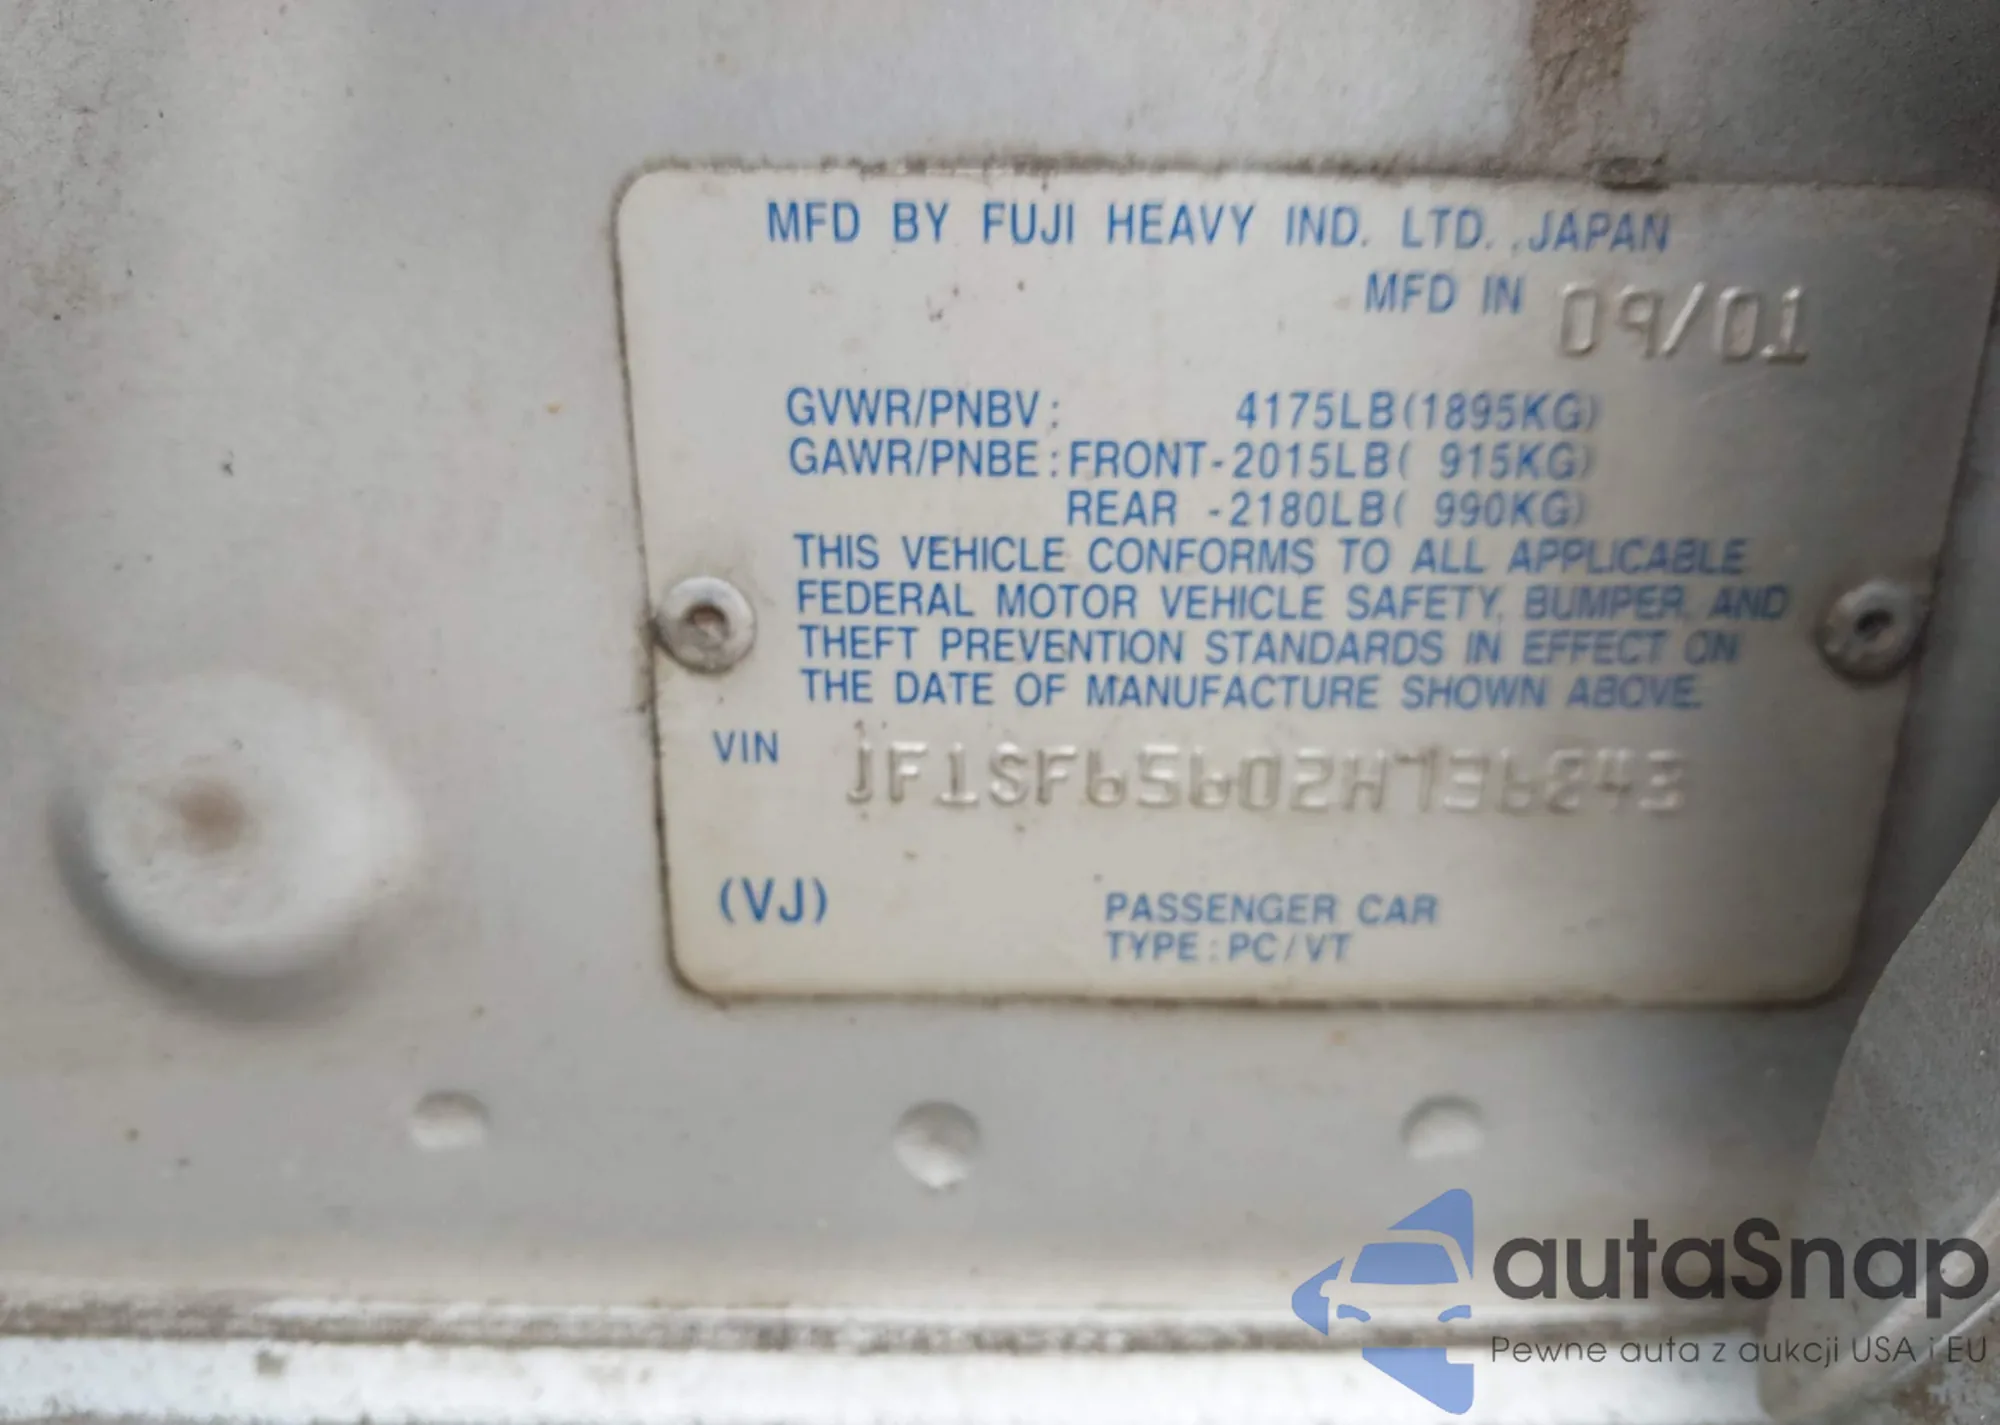 MFD BY FUJI HEAVY IND. LTD., JAPAN
MFD IN 09/01
GVWR/PNBV: 4175LB(1895KG)
GAWR/PNBE: FRONT-2015LB( 915KG)
REAR -2180LB( 990KG)
THIS VEHICLE CONFORMS TO ALL APPLICABLE
FEDERAL MOTOR VEHICLE SAFETY, BUMPER, AND
THEFT PREVENTION STANDARDS IN EFFECT ON
THE DATE OF MANUFACTURE SHOWN ABOVE.
VIN JF1SF65602H736843
(VJ) PASSENGER CAR
TYPE: PC/VT
autaSnap
Pewne auta z aukcji USA i EU